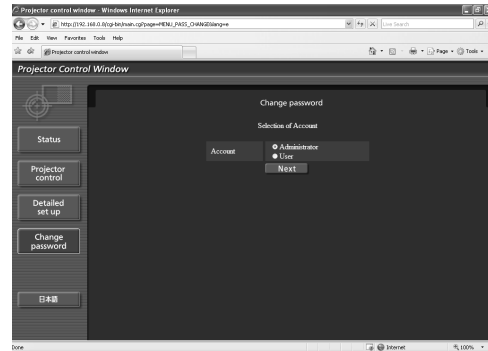 Projector control window - Windows Internet Explorer
http://192.168.0.8/cgi-bin/main.cgi?page=MENU_PASS_CHANGE&lang=e
Live Search
File Edit View Favorites Tools Help
Projector control window
Page Tools
Projector Control Window
Change password
Selection of Account
Account
Administrator
User
Next
Status
Projector
control
Detailed
set up
Change
password
日本語
Done
Internet
100%